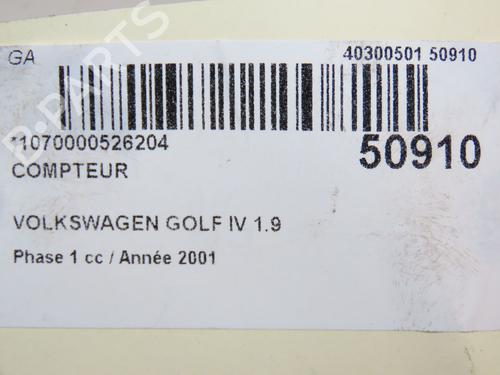 GA
40300501 50910
*1070000526204
50910
COMPTEUR
VOLKSWAGEN GOLF IV 1.9
Phase 1 cc / Année 2001
B-PARTS